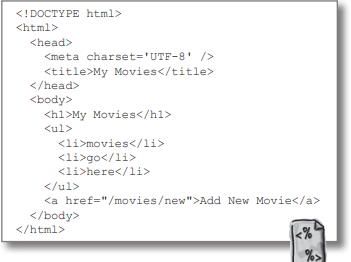 <!DOCTYPE html>
<html>
  <head>
    <meta charset='UTF-8' />
    <title>My Movies</title>
  </head>
  <body>
    <h1>My Movies</h1>
    <ul>
      <li>movies</li>
      <li>go</li>
      <li>here</li>
    </ul>
    <a href="/movies/new">Add New Movie</a>
  </body>
</html>
<%
%>